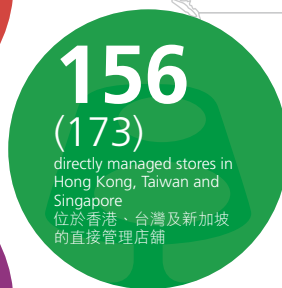 156
(173)
directly managed stores in
Hong Kong, Taiwan and
Singapore
位於香港、台灣及新加坡
的直接管理店舖